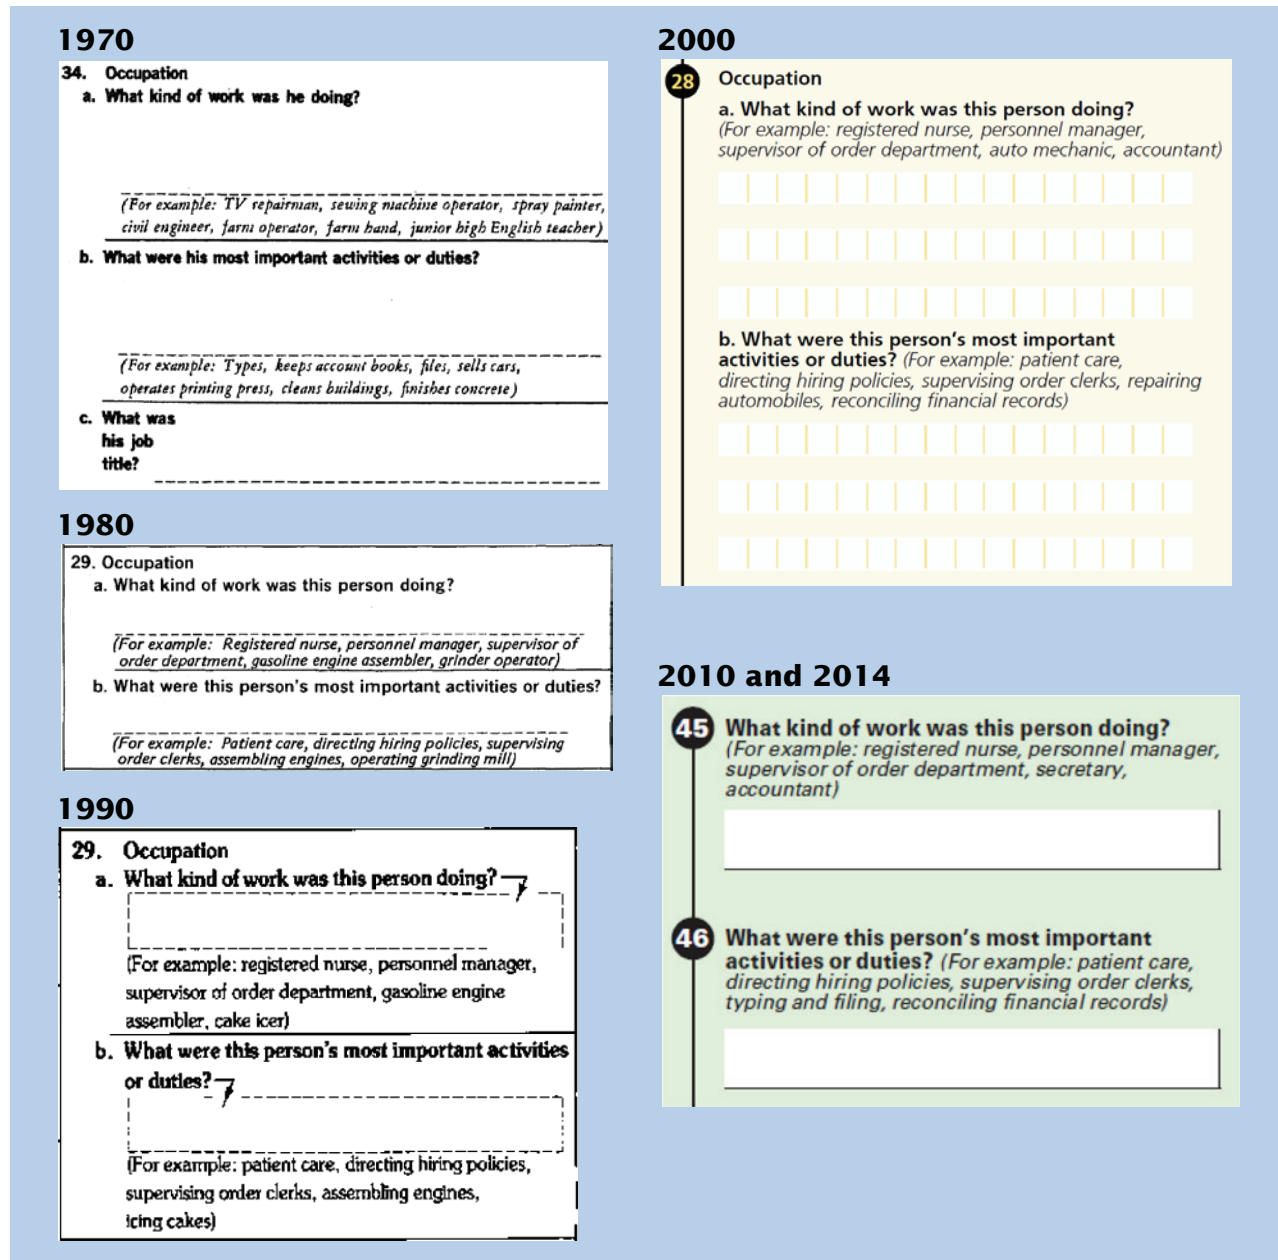 1970
34. Occupation
a. What kind of work was he doing?
(For example: TV repairman, sewing machine operator, spray painter,
civil engineer, farm operator, farm hand, junior high English teacher)
b. What were his most important activities or duties?
(For example: Types, keeps account books, files, sells cars,
operates printing press, cleans buildings, finishes concrete)
c. What was
his job
title?
1980
29. Occupation
a. What kind of work was this person doing?
(For example: Registered nurse, personnel manager, supervisor of
order department, gasoline engine assembler, grinder operator)
b. What were this person's most important activities or duties?
(For example: Patient care, directing hiring policies, supervising
order clerks, assembling engines, operating grinding mill)
1990
29. Occupation
a. What kind of work was this person doing?
(For example: registered nurse, personnel manager,
supervisor of order department, gasoline engine
assembler, cake icer)
b. What were this person's most important activities
or duties?
(For example: patient care, directing hiring policies,
supervising order clerks, assembling engines,
icing cakes)
2000
28 Occupation
a. What kind of work was this person doing?
(For example: registered nurse, personnel manager,
supervisor of order department, auto mechanic, accountant)
b. What were this person’s most important
activities or duties? (For example: patient care,
directing hiring policies, supervising order clerks, repairing
automobiles, reconciling financial records)
2010 and 2014
45 What kind of work was this person doing?
(For example: registered nurse, personnel manager,
supervisor of order department, secretary,
accountant)
46 What were this person’s most important
activities or duties? (For example: patient care,
directing hiring policies, supervising order clerks,
typing and filing, reconciling financial records)